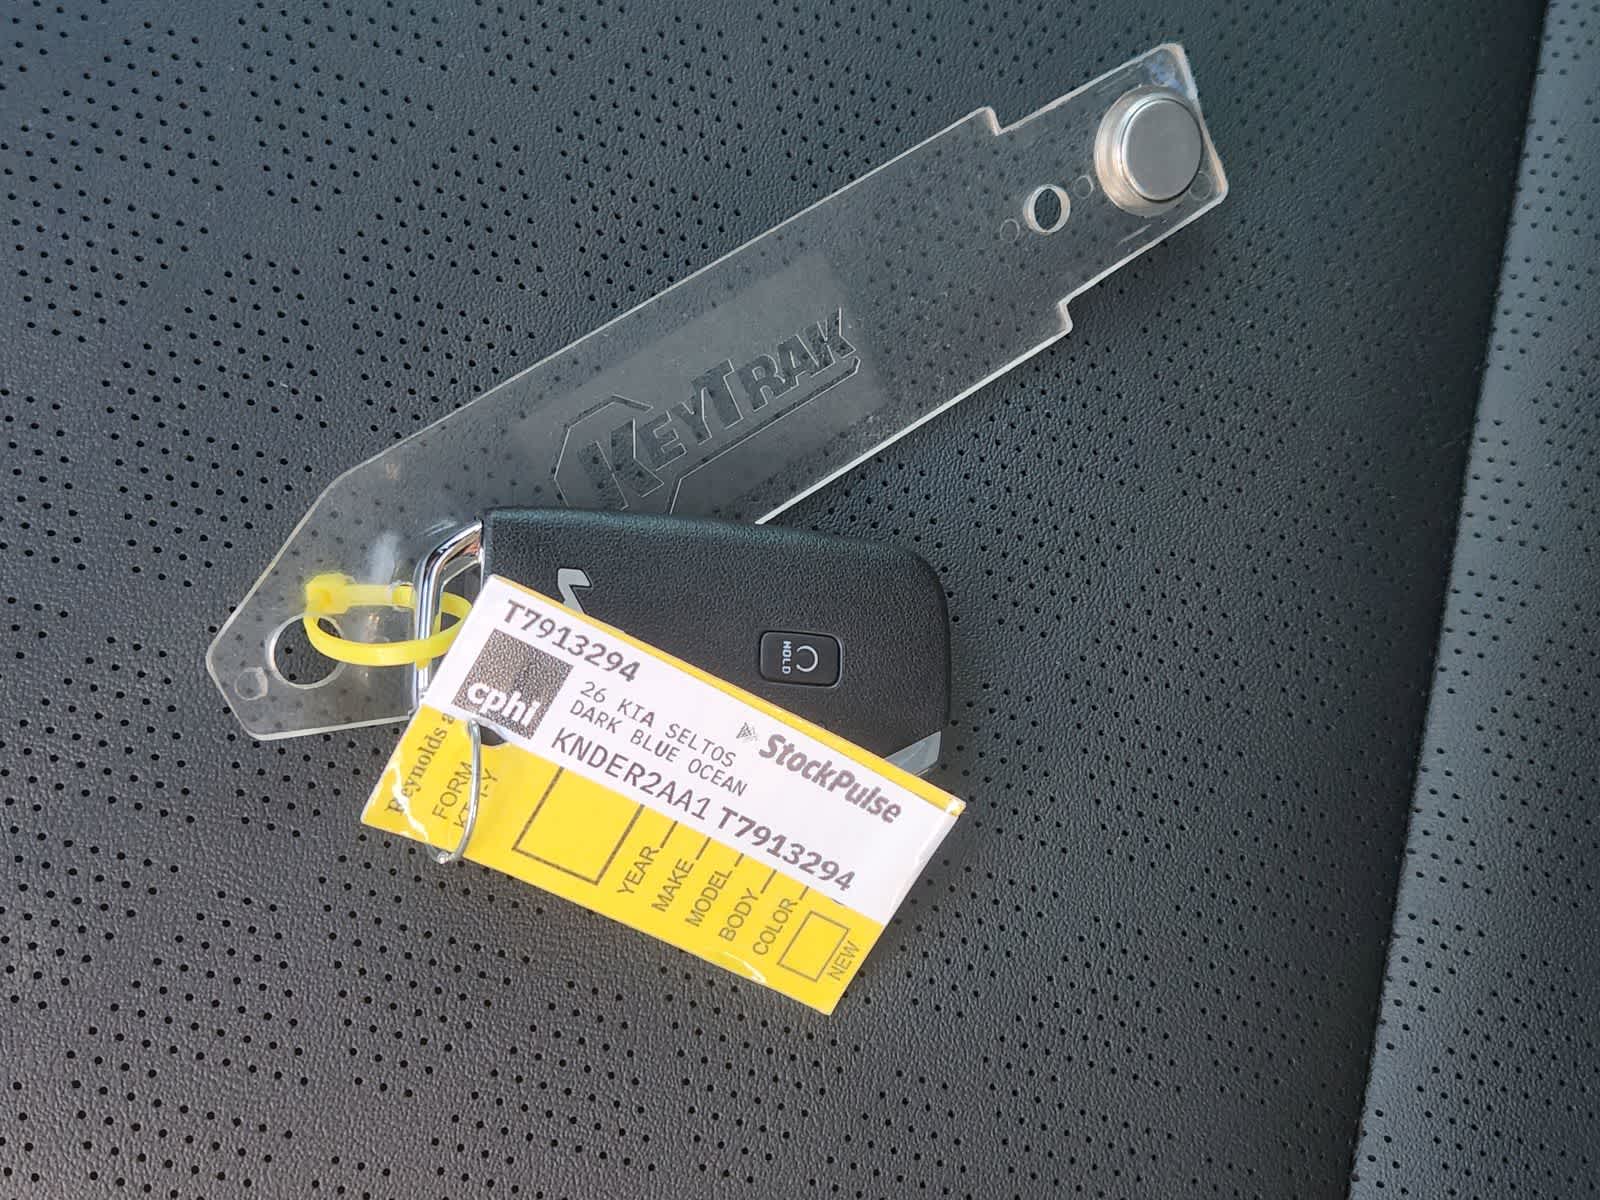 KEYTRAK
HOLD
T7913294
cphi
26 KIA SELTOS
DARK BLUE OCEAN
StockPulse
KNDER2AA1 T7913294
Reynolds
FORM
YEAR
MAKE
MODEL
BODY
COLOR
NEW